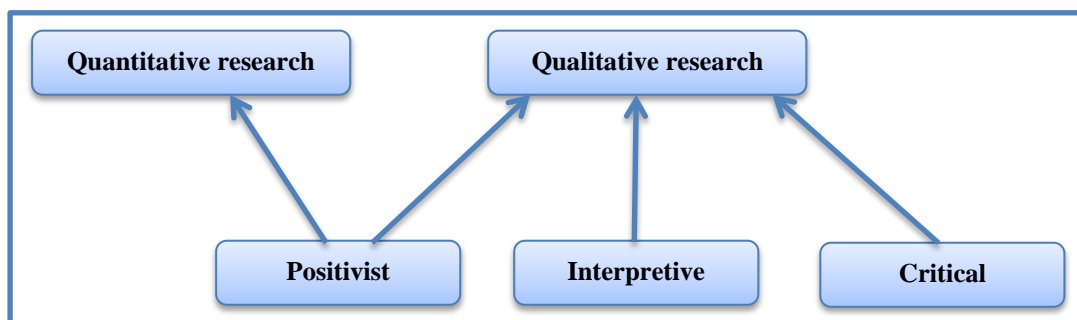 Quantitative research
Qualitative research
Positivist
Interpretive
Critical